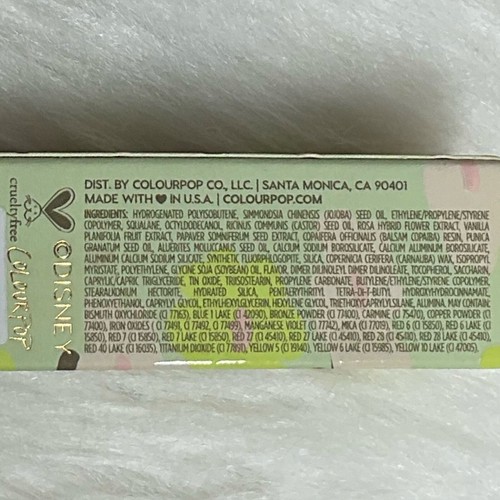 DIST. BY COLOURPOP CO., LLC. | SANTA MONICA, CA 90401
MADE WITH ♥ IN U.S.A. | COLOURPOP.COM
INGREDIENTS: HYDROGENATED POLYISOBUTENE, SIMMONDSIA CHINENSIS (JOJOBA) SEED OIL, ETHYLENE/PROPYLENE/STYRENE
COPOLYMER, SQUALANE, OCTYLDODECANOL, RICINUS COMMUNIS (CASTOR) SEED OIL, ROSA HYBRID FLOWER EXTRACT, VANILLA
PLANIFOLIA FRUIT EXTRACT, PAPAVER SOMNIFERUM SEED EXTRACT, COPAIFERA OFFICINALIS (BALSAM COPAIBA) RESIN, PUNICA
GRANATUM SEED OIL, ALEURITES MOLUCCANUS SEED OIL, CALCIUM SODIUM BOROSILICATE, CALCIUM ALUMINUM BOROSILICATE,
ALUMINUM CALCIUM SODIUM SILICATE, SYNTHETIC FLUORPHLOGOPITE, SILICA, COPERNICIA CERIFERA (CARNAUBA) WAX, ISOPROPYL
MYRISTATE, POLYETHYLENE, GLYCINE SOJA (SOYBEAN) OIL, FLAVOR, DIMER DILINOLEYL DIMER DILINOLEATE, TOCOPHEROL, SACCHARIN,
CAPRYLIC/CAPRIC TRIGLYCERIDE, TIN OXIDE, TRIISOSTEARIN, PROPYLENE CARBONATE, BUTYLENE/ETHYLENE/STYRENE COPOLYMER,
STEARALKONIUM HECTORITE, HYDRATED SILICA, PENTAERYTHRITYL TETRA-DI-T-BUTYL HYDROXYHYDROCINNAMATE,
PHENOXYETHANOL, CAPRYLYL GLYCOL, ETHYLHEXYLGLYCERIN, HEXYLENE GLYCOL, TRIETHOXYCAPRYLYLSILANE, ALUMINA. MAY CONTAIN:
BISMUTH OXYCHLORIDE (CI 77163), BLUE 1 LAKE (CI 42090), BRONZE POWDER (CI 77400), CARMINE (CI 75470), COPPER POWDER (CI
77400), IRON OXIDES (CI 77491, CI 77492, CI 77499), MANGANESE VIOLET (CI 77742), MICA (CI 77019), RED 6 (CI 15850), RED 6 LAKE (CI
15850), RED 7 (CI 15850), RED 7 LAKE (CI 15850), RED 27 (CI 45410), RED 27 LAKE (CI 45410), RED 28 (CI 45410), RED 28 LAKE (CI 45410),
RED 40 LAKE (CI 16035), TITANIUM DIOXIDE (CI 77891), YELLOW 5 (CI 19140), YELLOW 6 LAKE (CI 15985), YELLOW 10 LAKE (CI 47005).
crueltyfree
©DISNEY
COLOURPOP